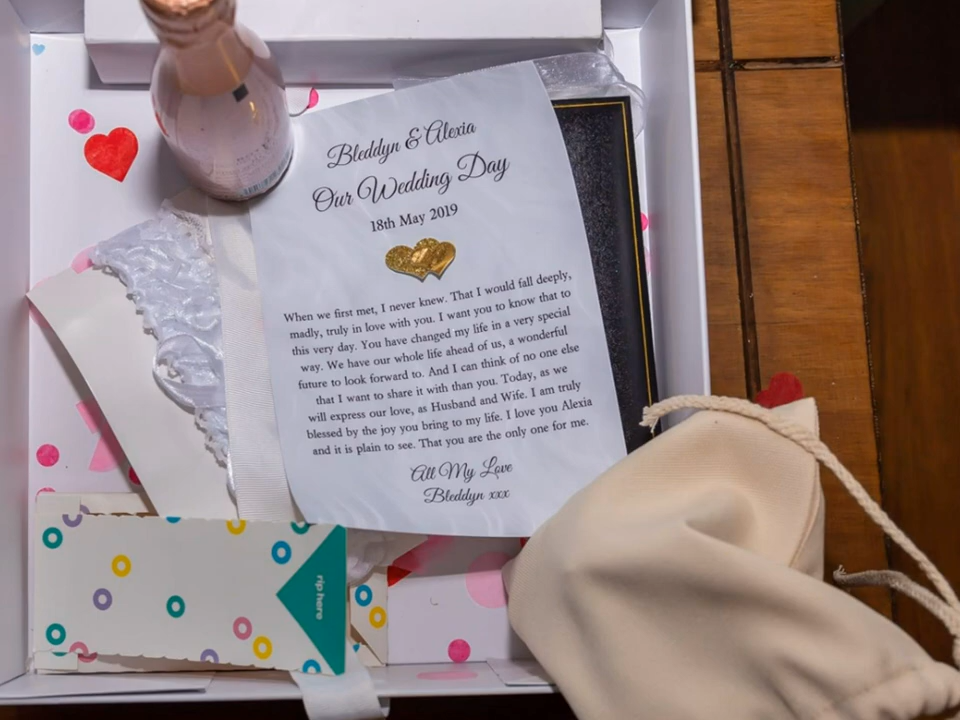 Bleddyn & Alexia
Our Wedding Day
18th May 2019
When we first met, I never knew. That I would fall deeply,
madly, truly in love with you. I want you to know that to
this very day. You have changed my life in a very special
way. We have our whole life ahead of us, a wonderful
future to look forward to. And I can think of no one else
that I want to share it with than you. Today, as we
will express our love, as Husband and Wife. I am truly
blessed by the joy you bring to my life. I love you Alexia
and it is plain to see. That you are the only one for me.
All My Love
Bleddyn xxx
rip here